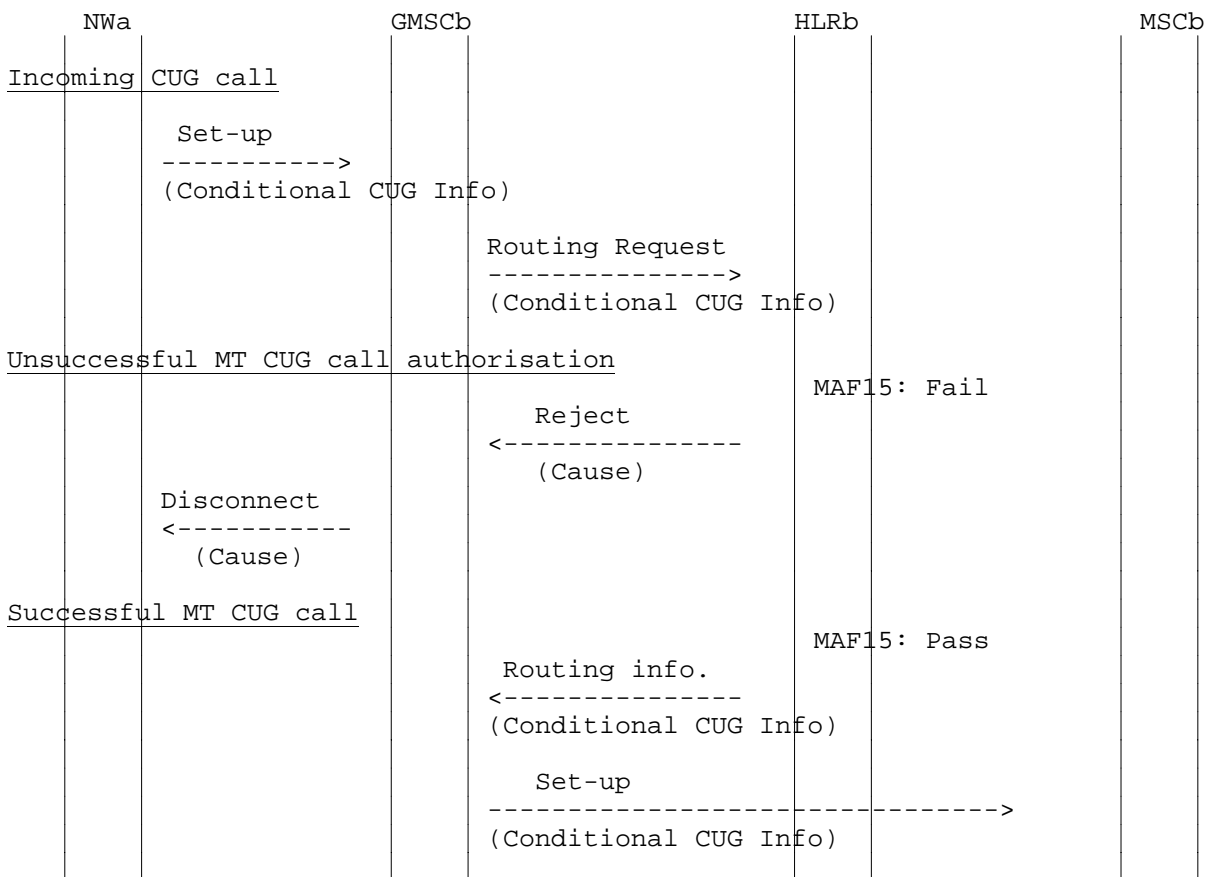 NWa GMSCb HLRb MSCb
Incoming CUG call
Set-up
----------->
(Conditional CUG Info)
Routing Request
--------------->
(Conditional CUG Info)
Unsuccessful MT CUG call authorisation
MAF15: Fail
Reject
<---------------
(Cause)
Disconnect
<-----------
(Cause)
Successful MT CUG call
MAF15: Pass
Routing info.
<---------------
(Conditional CUG Info)
Set-up
-------------------------------->
(Conditional CUG Info)